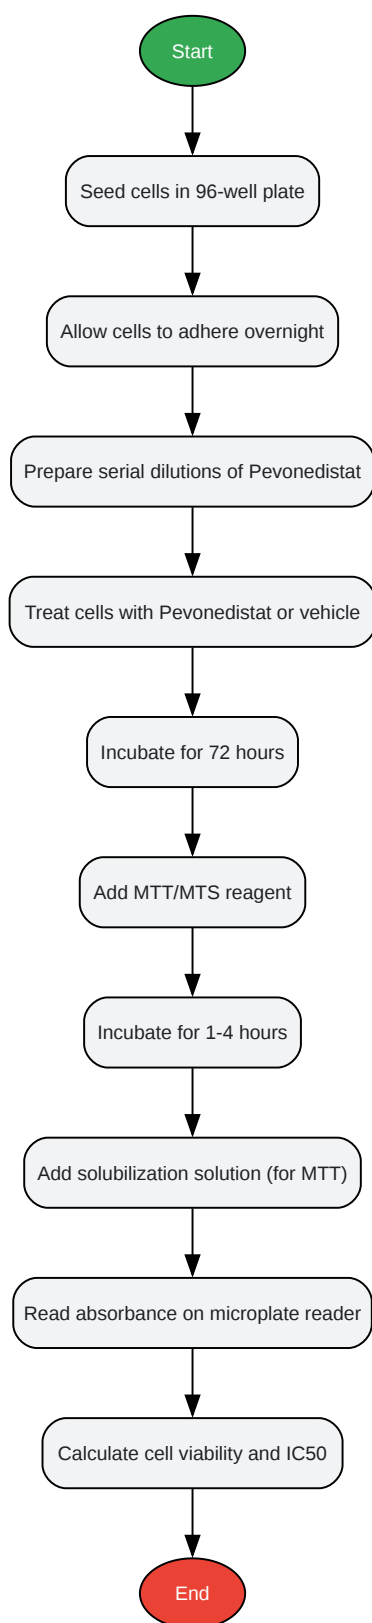 Start
Seed cells in 96-well plate
Allow cells to adhere overnight
Prepare serial dilutions of Pevonedistat
Treat cells with Pevonedistat or vehicle
Incubate for 72 hours
Add MTT/MTS reagent
Incubate for 1-4 hours
Add solubilization solution (for MTT)
Read absorbance on microplate reader
Calculate cell viability and IC50
End